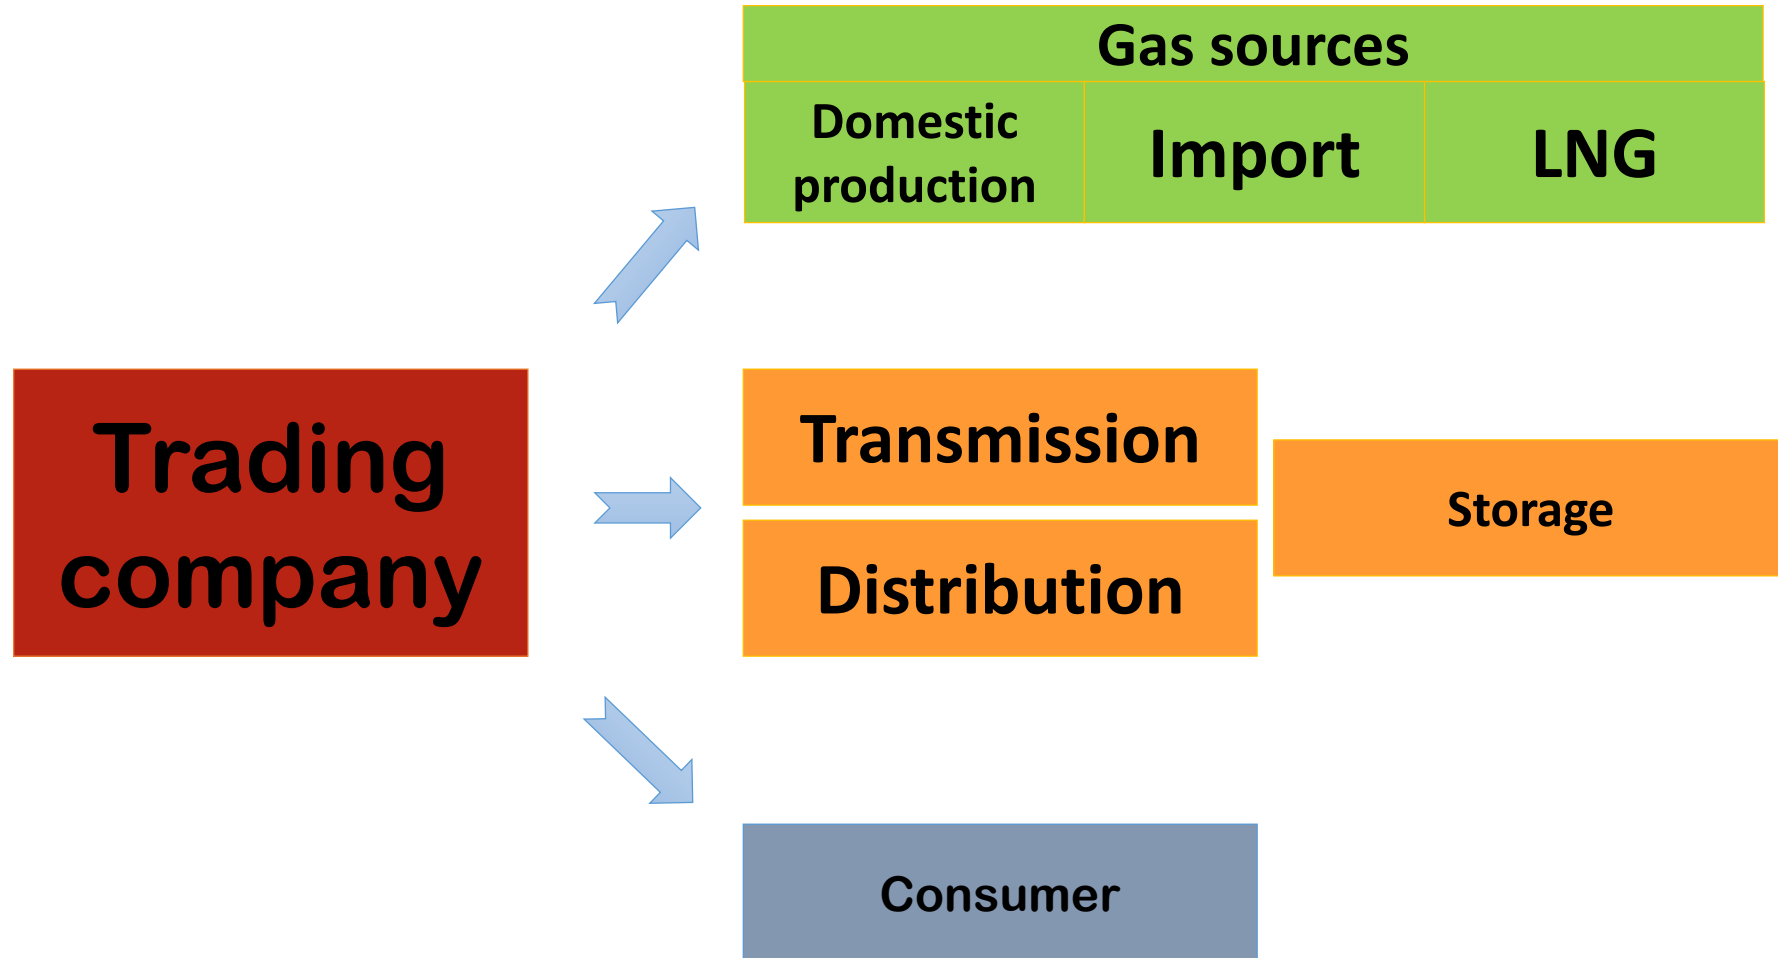 Gas sources
Domestic
production
Import
LNG
Trading
company
Transmission
Distribution
Storage
Consumer